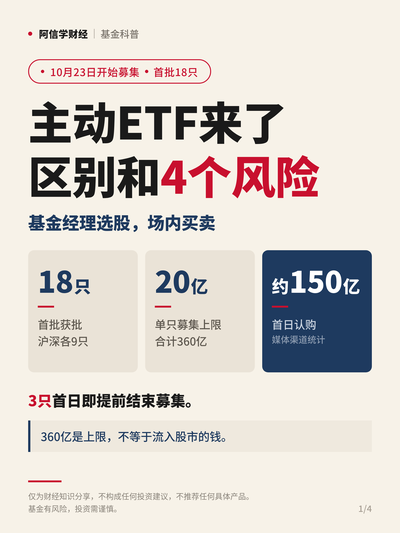 阿信学财经｜基金科普
• 10月23日开始募集 • 首批18只
主动ETF来了
区别和4个风险
基金经理选股，场内买卖
18只
首批获批
沪深各9只
20亿
单只募集上限
合计360亿
约150亿
首日认购
媒体渠道统计
3只首日即提前结束募集。
360亿是上限，不等于流入股市的钱。
仅为财经知识分享，不构成任何投资建议，不推荐任何具体产品。
基金有风险，投资需谨慎。
1/4